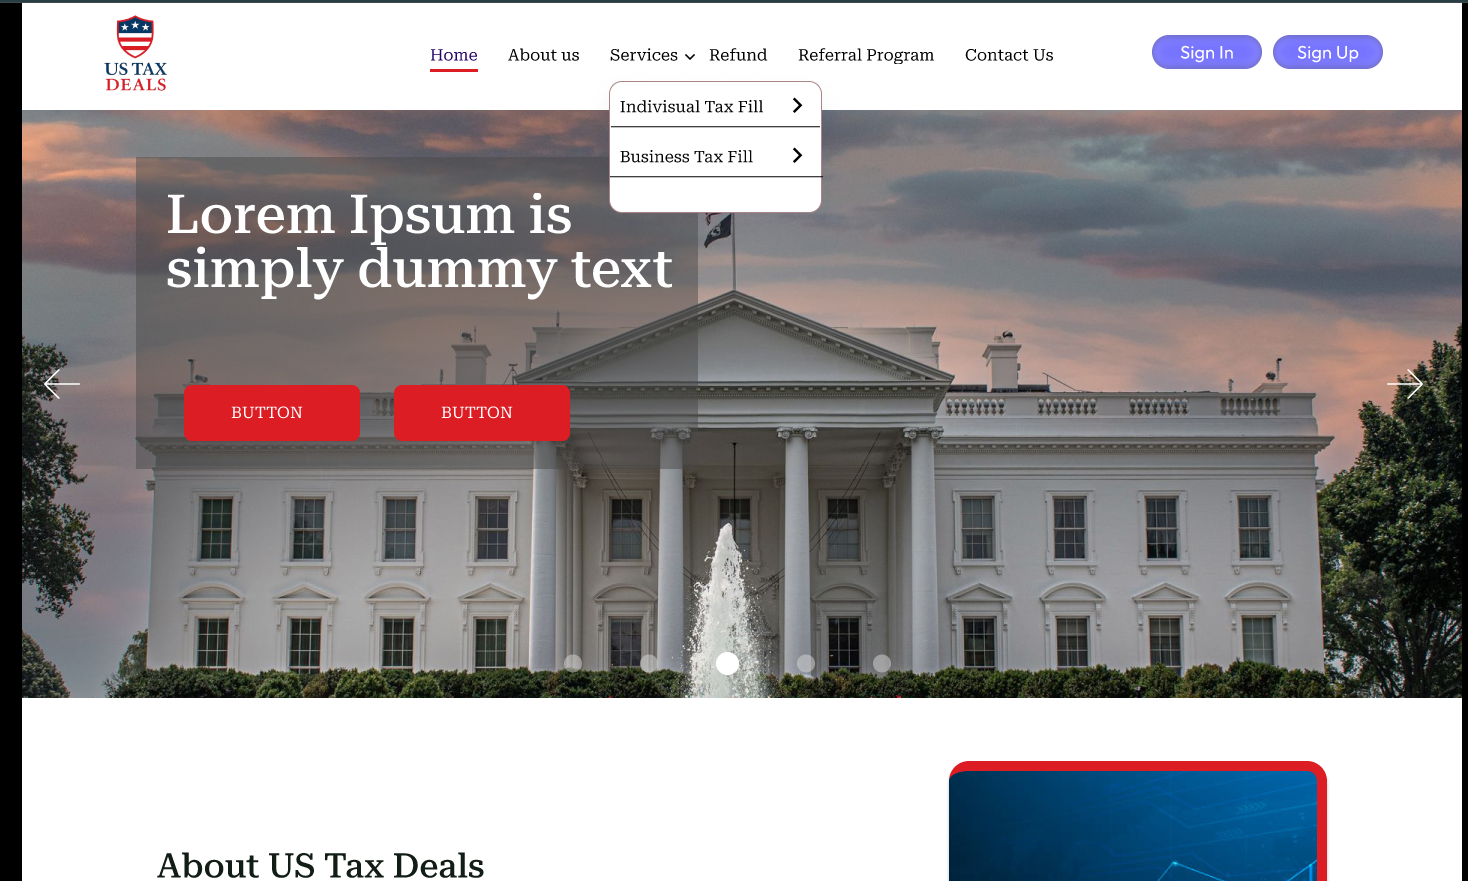 US TAX
DEALS
Home
About us
Services
Refund
Referral Program
Contact Us
Sign In
Sign Up
Indivisual Tax Fill
Business Tax Fill
Lorem Ipsum is
simply dummy text
BUTTON
BUTTON
About US Tax Deals